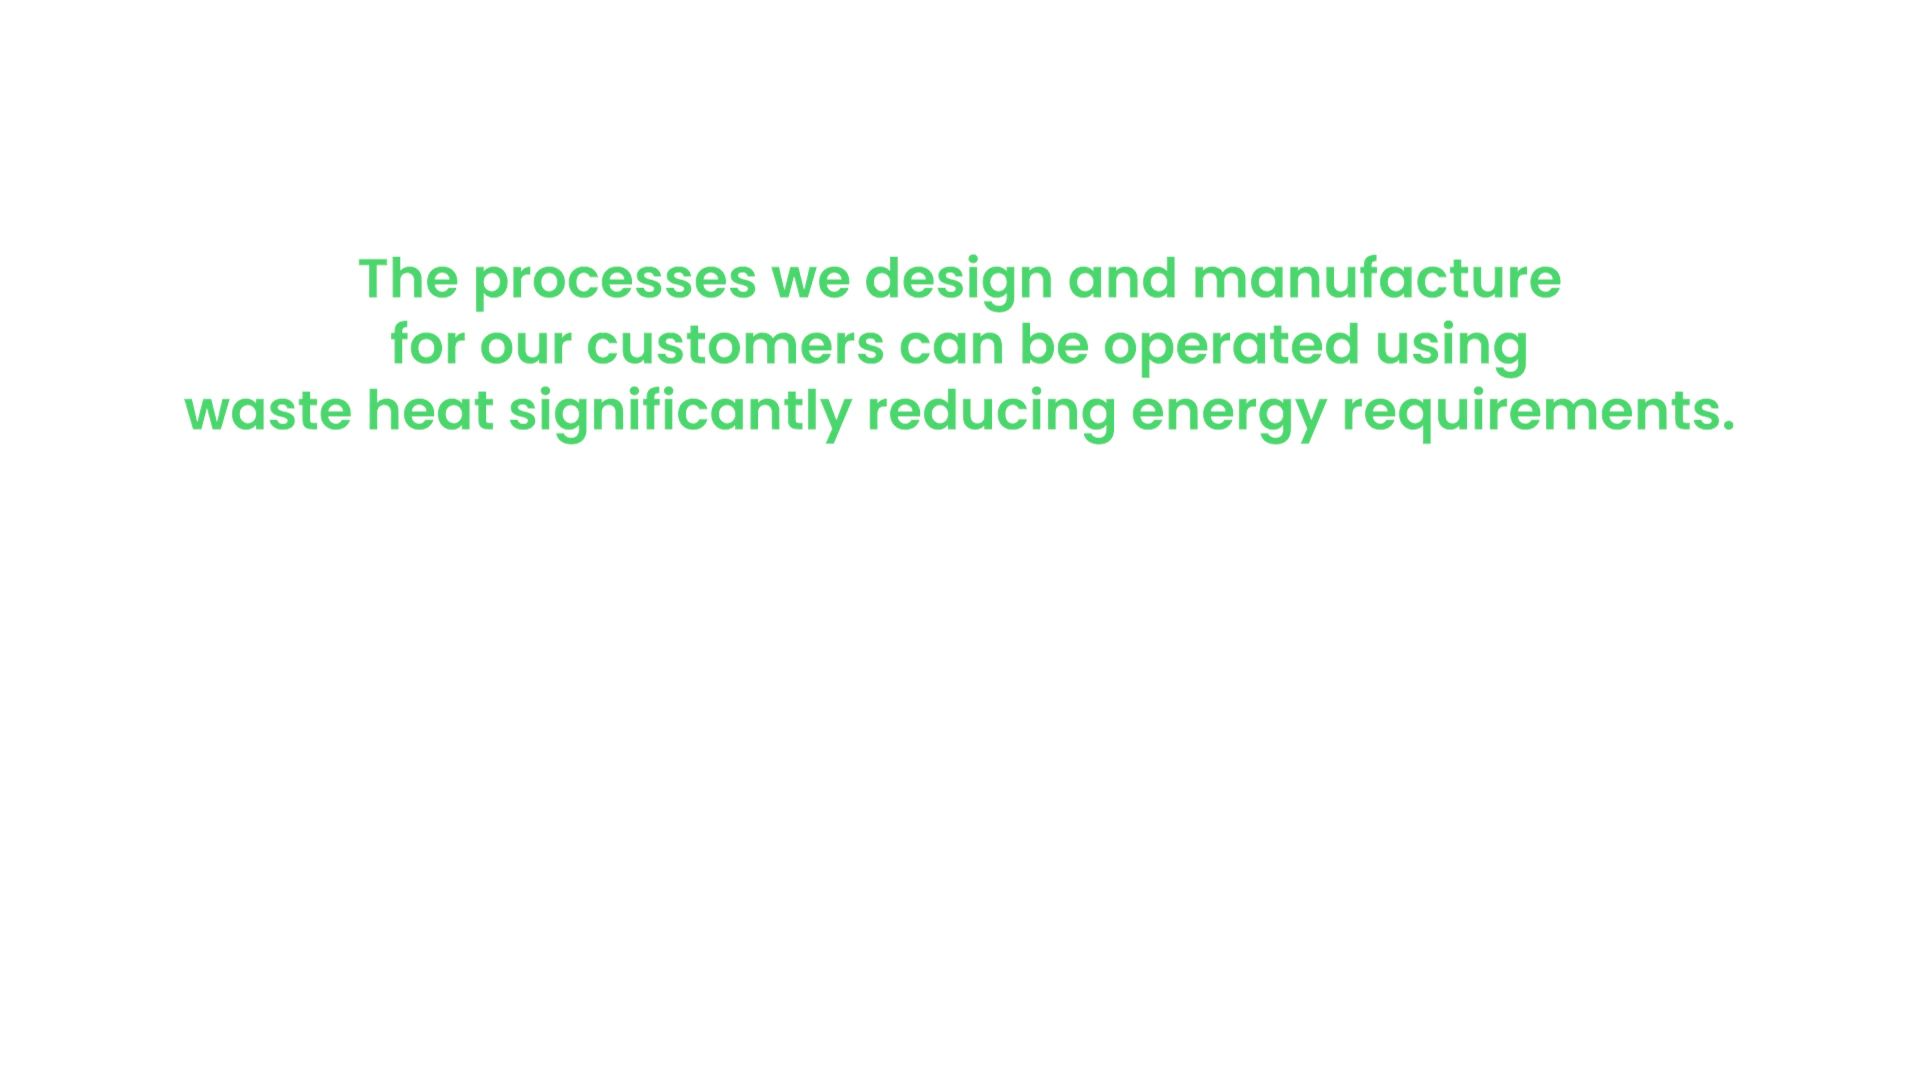 The processes we design and manufacture
for our customers can be operated using
waste heat significantly reducing energy requirements.